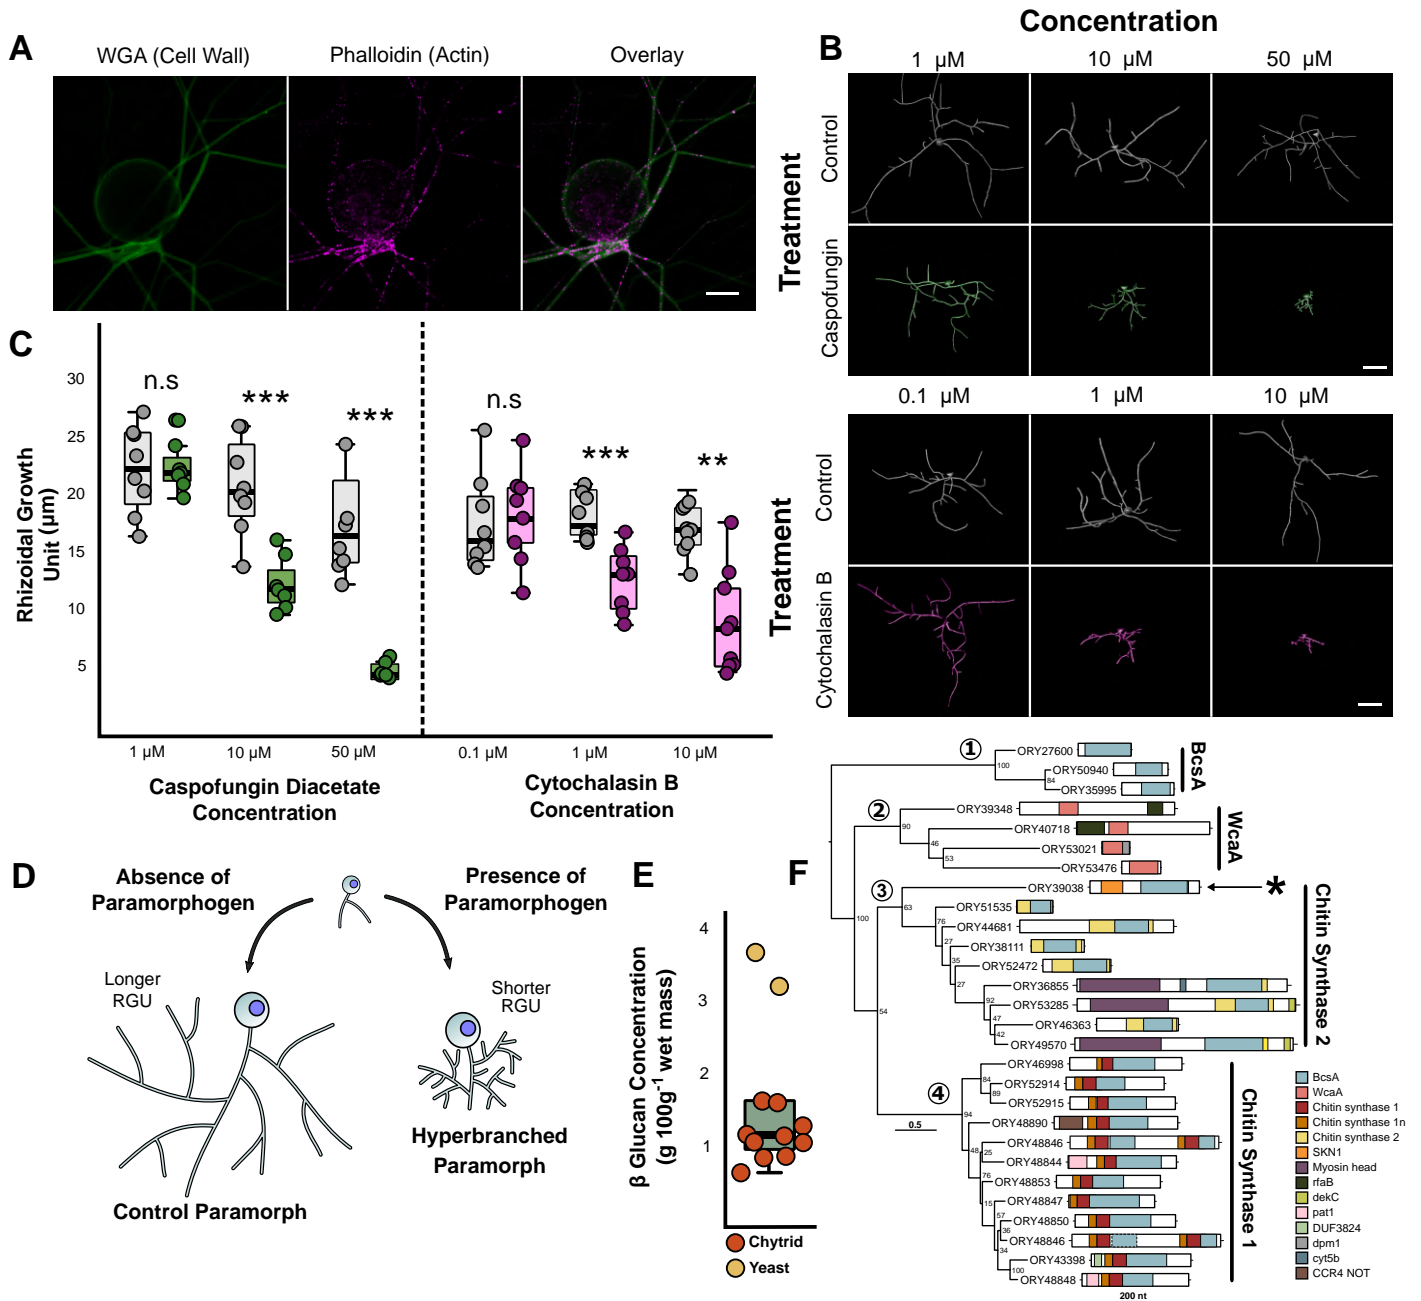 A
WGA (Cell Wall)
Phalloidin (Actin)
Overlay
B
Concentration
1 µM
10 µM
50 µM
Treatment
Control
Caspofungin
0.1 µM
1 µM
10 µM
Treatment
Control
Cytochalasin B
C
Rhizoidal Growth
Unit (µm)
30
25
20
15
10
5
n.s
***
***
n.s
***
**
1 µM
10 µM
50 µM
0.1 µM
1 µM
10 µM
Caspofungin Diacetate
Concentration
Cytochalasin B
Concentration
D
Absence of
Paramorphogen
Presence of
Paramorphogen
Longer
RGU
Shorter
RGU
Control Paramorph
Hyperbranched
Paramorph
E
β Glucan Concentration
(g 100g-1 wet mass)
4
3
2
1
Chytrid
Yeast
F
1
ORY27600
100
ORY50940
84
ORY35995
BcsA
2
ORY39348
90
ORY40718
46
ORY53021
53
ORY53476
WcaA
100
3
ORY39038
*
63
ORY51535
76
ORY44681
27
ORY38111
35
ORY52472
27
ORY36855
92
ORY53285
47
ORY46363
42
ORY49570
Chitin Synthase 2
54
4
ORY46998
84
ORY52914
89
ORY52915
94
ORY48890
ORY48846
48
25
ORY48844
76
ORY48853
15
ORY48847
57
ORY48850
36
ORY48846
34
ORY43398
100
ORY48848
Chitin Synthase 1
0.5
200 nt
BcsA
WcaA
Chitin synthase 1
Chitin synthase 1n
Chitin synthase 2
SKN1
Myosin head
rfaB
dekC
pat1
DUF3824
dpm1
cyt5b
CCR4 NOT